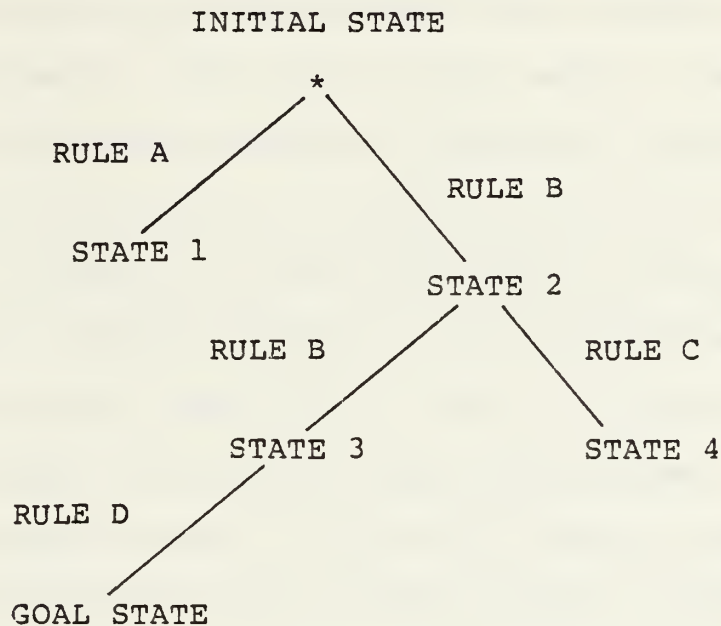 INITIAL STATE
*
RULE A
RULE B
STATE 1
STATE 2
RULE B
RULE C
STATE 3
STATE 4
RULE D
GOAL STATE